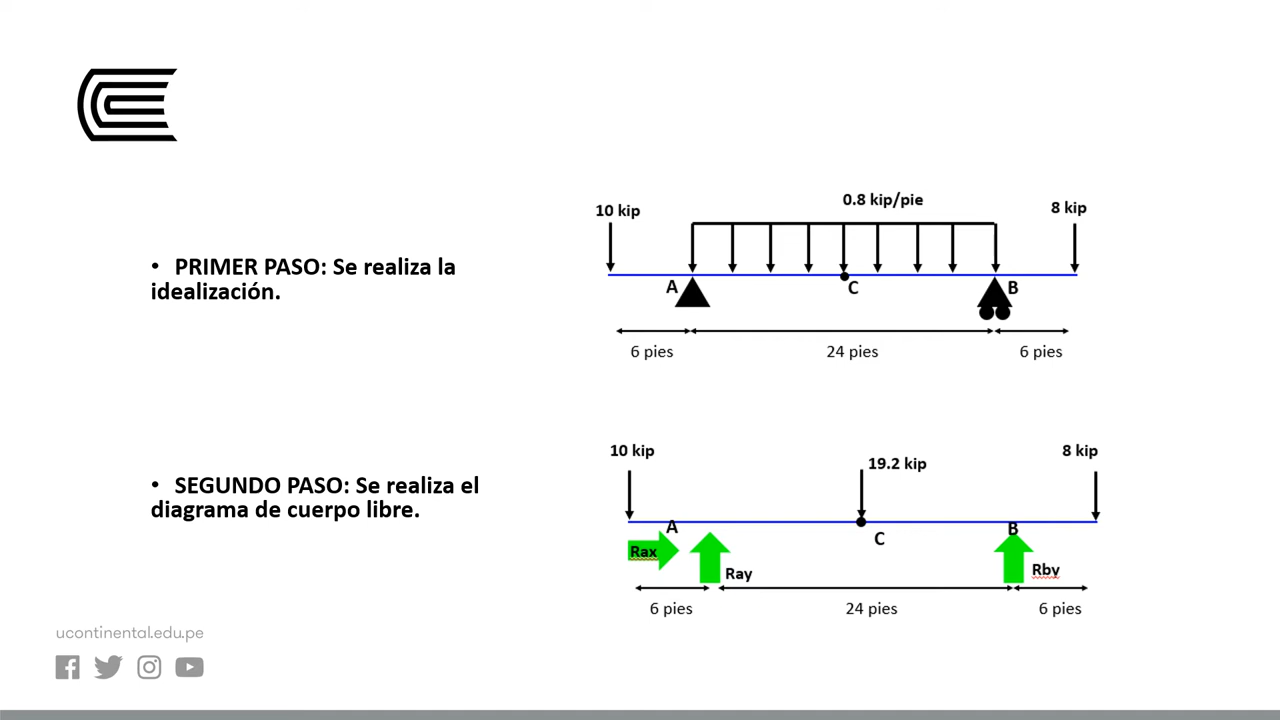 10 kip
0.8 kip/pie
8 kip
• PRIMER PASO: Se realiza la
idealización.
A
C
B
6 pies
24 pies
6 pies
10 kip
19.2 kip
8 kip
• SEGUNDO PASO: Se realiza el
diagrama de cuerpo libre.
A
B
C
Rax
Ray
Rby
6 pies
24 pies
6 pies
ucontinental.edu.pe